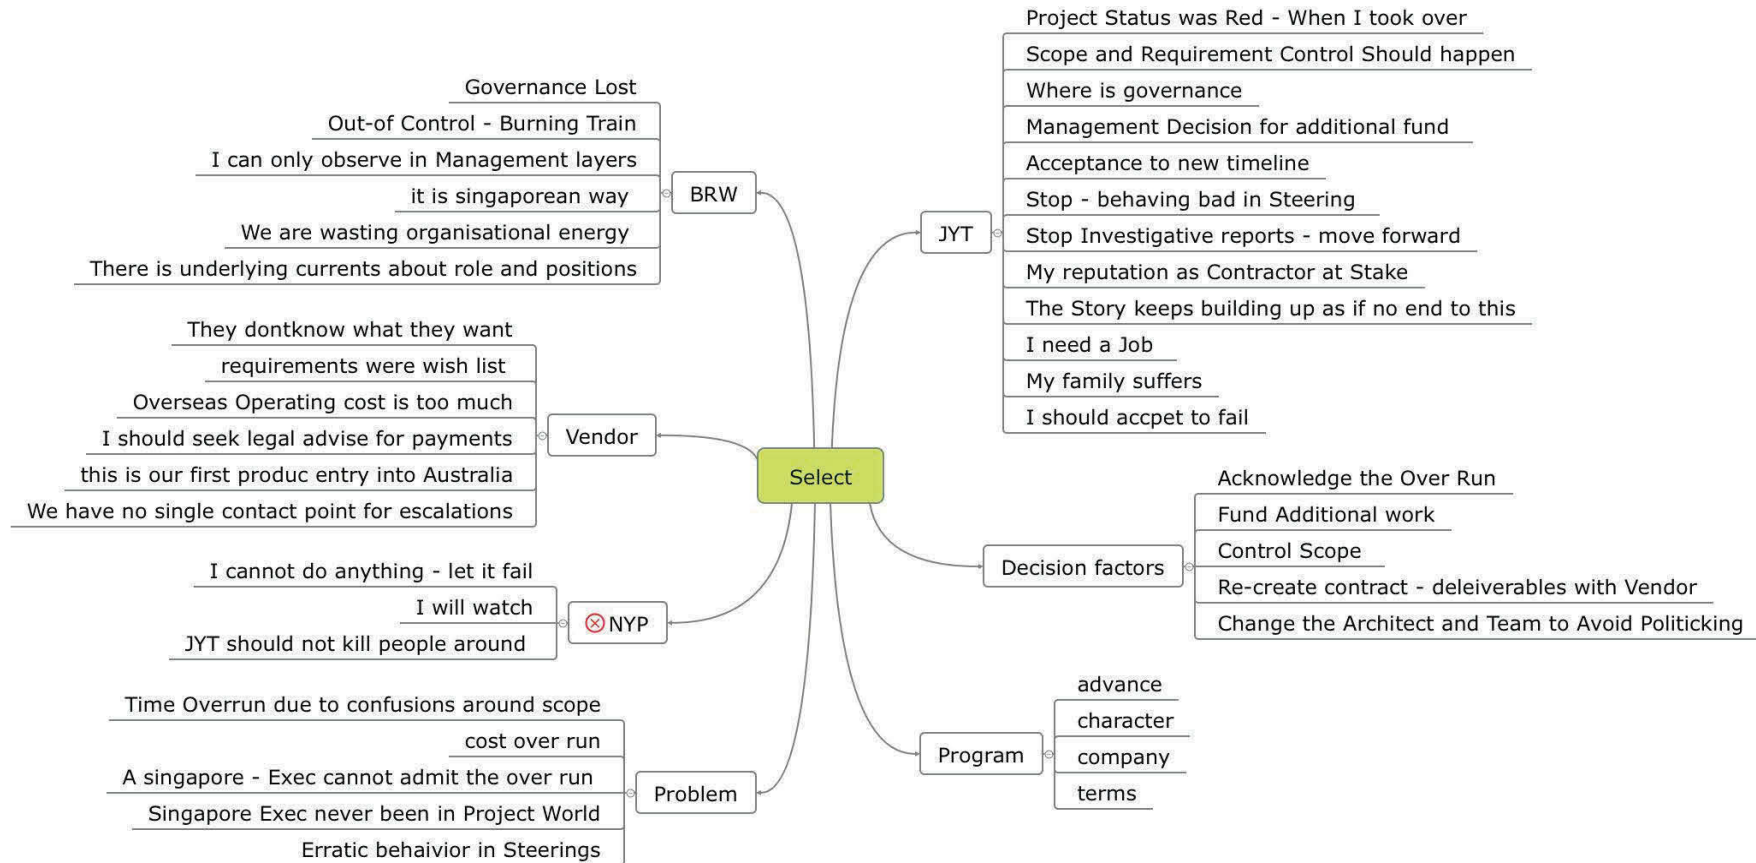 Project Status was Red - When I took over
Scope and Requirement Control Should happen
Where is governance
Management Decision for additional fund
Acceptance to new timeline
Stop - behaving bad in Steering
Stop Investigative reports - move forward
My reputation as Contractor at Stake
The Story keeps building up as if no end to this
I need a Job
My family suffers
I should accpet to fail
JYT
Governance Lost
Out-of Control - Burning Train
I can only observe in Management layers
it is singaporean way
We are wasting organisational energy
There is underlying currents about role and positions
BRW
They dontknow what they want
requirements were wish list
Overseas Operating cost is too much
I should seek legal advise for payments
this is our first produc entry into Australia
We have no single contact point for escalations
Vendor
Select
Acknowledge the Over Run
Fund Additional work
Control Scope
Re-create contract - deleiverables with Vendor
Change the Architect and Team to Avoid Politicking
Decision factors
I cannot do anything - let it fail
I will watch
JYT should not kill people around
NYP
advance
character
company
terms
Program
Time Overrun due to confusions around scope
cost over run
A singapore - Exec cannot admit the over run
Singapore Exec never been in Project World
Erratic behaivior in Steerings
Problem